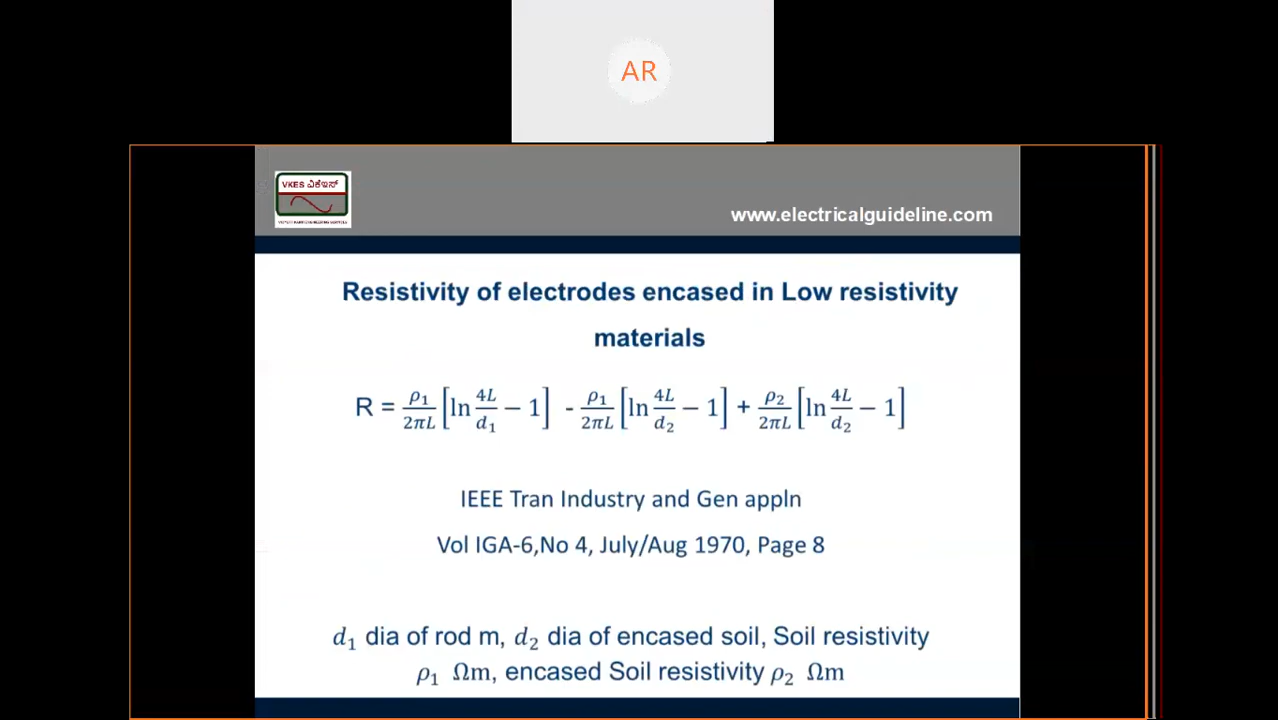 AR
VKES ವಿಕೆಇಸ್
www.electricalguideline.com
Resistivity of electrodes encased in Low resistivity
materials
R = ρ₁/2πL [ln 4L/d₁ − 1] - ρ₁/2πL [ln 4L/d₂ − 1] + ρ₂/2πL [ln 4L/d₂ − 1]
IEEE Tran Industry and Gen appln
Vol IGA-6,No 4, July/Aug 1970, Page 8
d₁ dia of rod m, d₂ dia of encased soil, Soil resistivity
ρ₁ Ωm, encased Soil resistivity ρ₂ Ωm